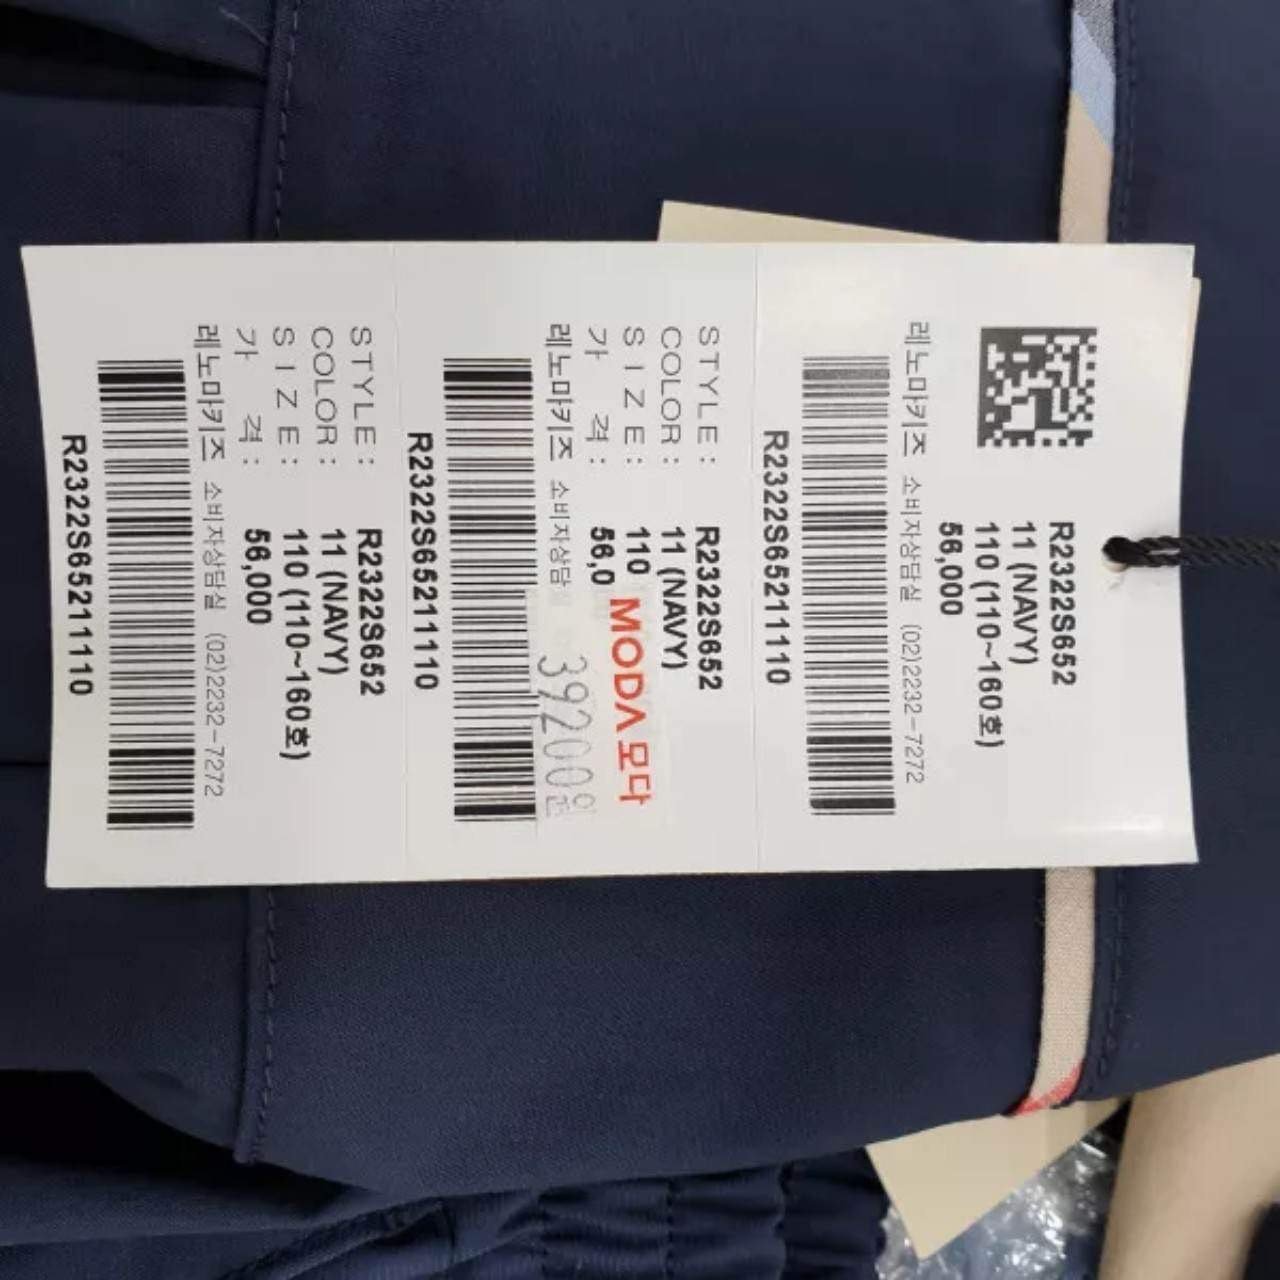 R2322S652
11 (NAVY)
110 (110~160호)
56,000
레노마키즈 소비자상담실 (02)2232-7272
R2322S65211110
STYLE : R2322S652
COLOR : 11 (NAVY)
SIZE : 110
가 격 : 56,0
MODA 모다
39200원
레노마키즈 소비자상담
R2322S65211110
STYLE : R2322S652
COLOR : 11 (NAVY)
SIZE : 110 (110~160호)
가 격 : 56,000
레노마키즈 소비자상담실 (02)2232-7272
R2322S65211110